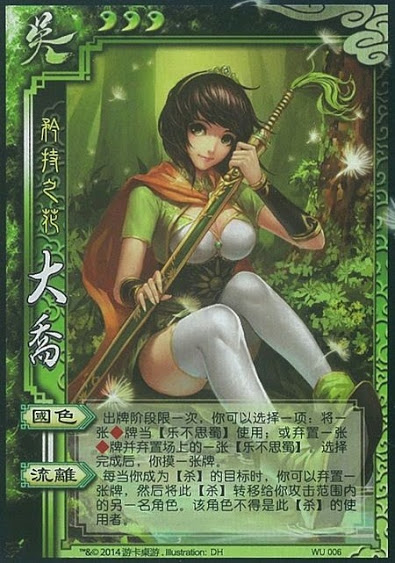 吴
矜持之花
大喬
國色
出牌阶段限一次，你可以选择一项：将一
张♦牌当【乐不思蜀】使用；或弃置一张
♦牌并弃置场上的一张【乐不思蜀】，选择
完成后，你摸一张牌。
流離
每当你成为【杀】的目标时，你可以弃置一
张牌，然后将此【杀】转移给你攻击范围内
的另一名角色。该角色不得是此【杀】的使
用者。
™&© 2014 游卡桌游, Illustration: DH
WU 006